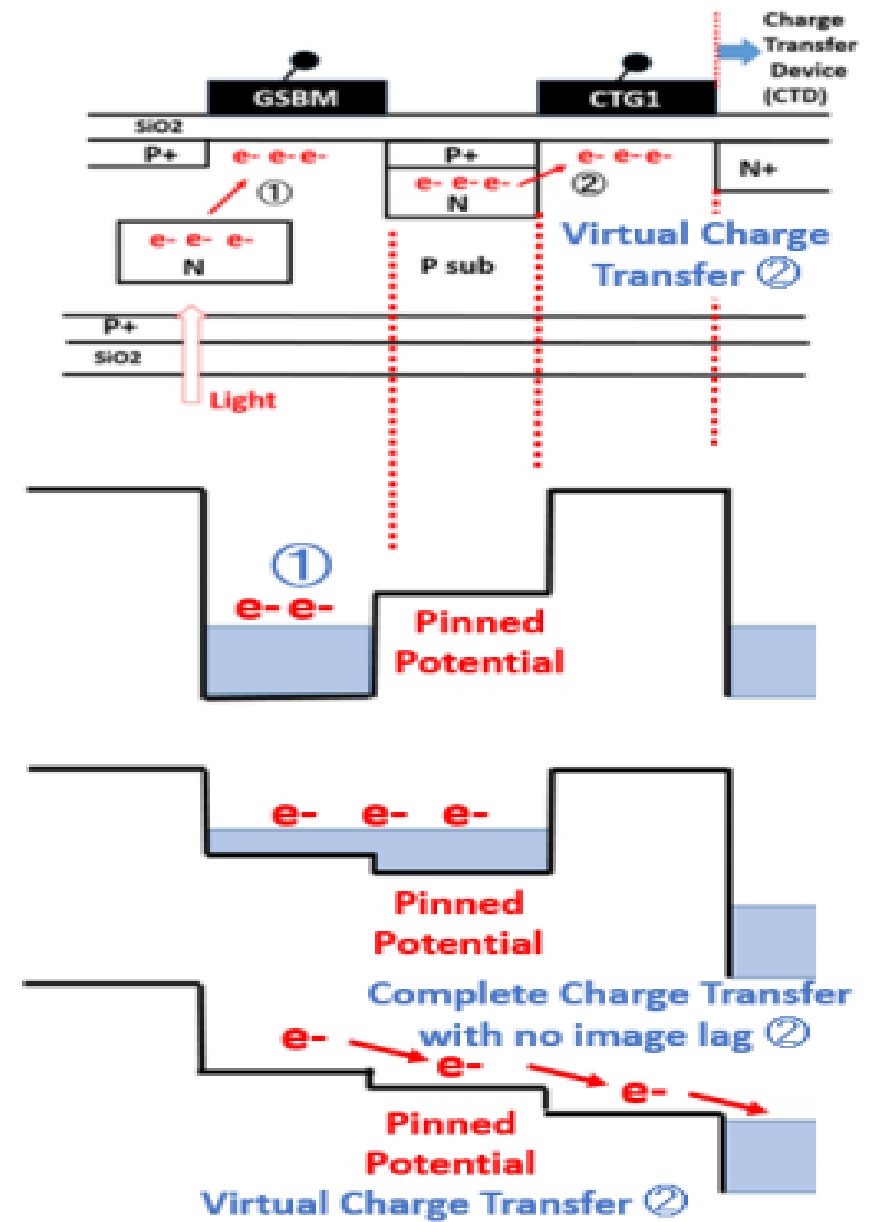 Charge
Transfer
Device
(CTD)
GSBM
CTG1
SiO2
P+
e- e- e-
P+
e- e- e-
N+
①
e- e- e-
②
N
e- e- e-
N
Virtual Charge
Transfer ②
P sub
P+
SiO2
Light
①
e- e-
Pinned
Potential
e- e- e-
Pinned
Potential
Complete Charge Transfer
with no image lag ②
e-
e-
e-
Pinned
Potential
Virtual Charge Transfer ②